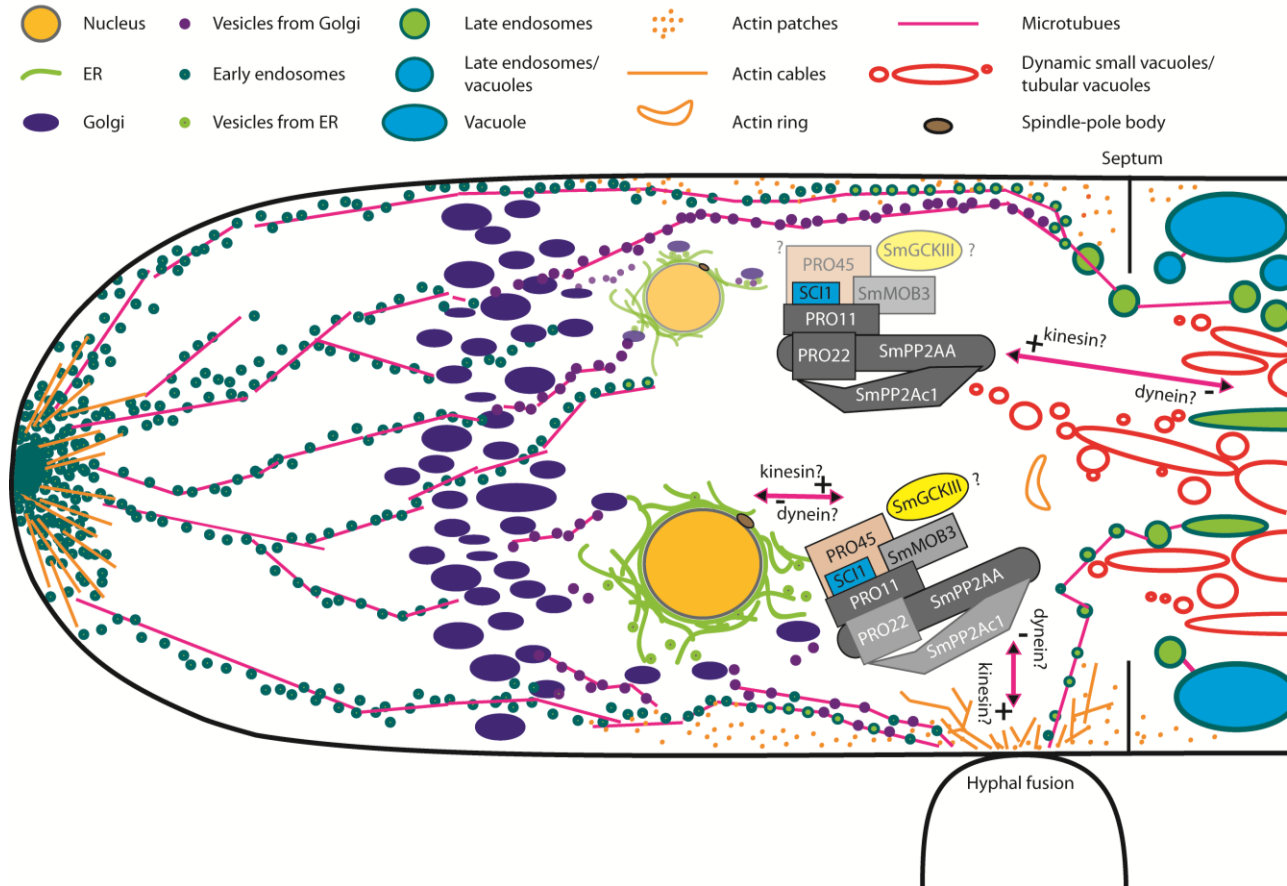 Nucleus
Vesicles from Golgi
Late endosomes
Actin patches
Microtubues
ER
Early endosomes
Late endosomes/
vacuoles
Actin cables
Dynamic small vacuoles/
tubular vacuoles
Golgi
Vesicles from ER
Vacuole
Actin ring
Spindle-pole body
Septum
? PRO45 SmGCKIII ?
SCI1 SmMOB3
PRO11
PRO22 SmPP2AA
SmPP2Ac1
+ kinesin?
dynein? -
kinesin? +
- dynein?
SmGCKIII ?
PRO45 SmMOB3
SCI1
PRO11 SmPP2AA
PRO22 SmPP2Ac1
- dynein?
kinesin? +
Hyphal fusion